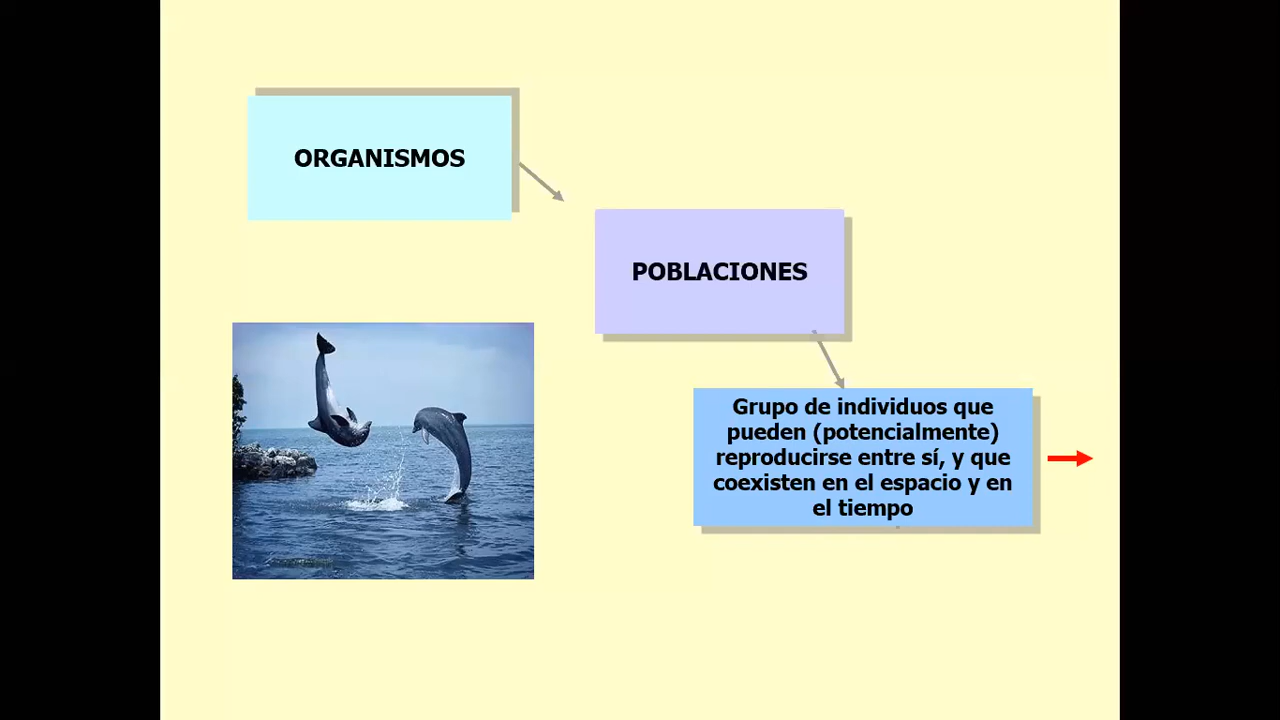 ORGANISMOS
POBLACIONES
Grupo de individuos que
pueden (potencialmente)
reproducirse entre sí, y que
coexisten en el espacio y en
el tiempo